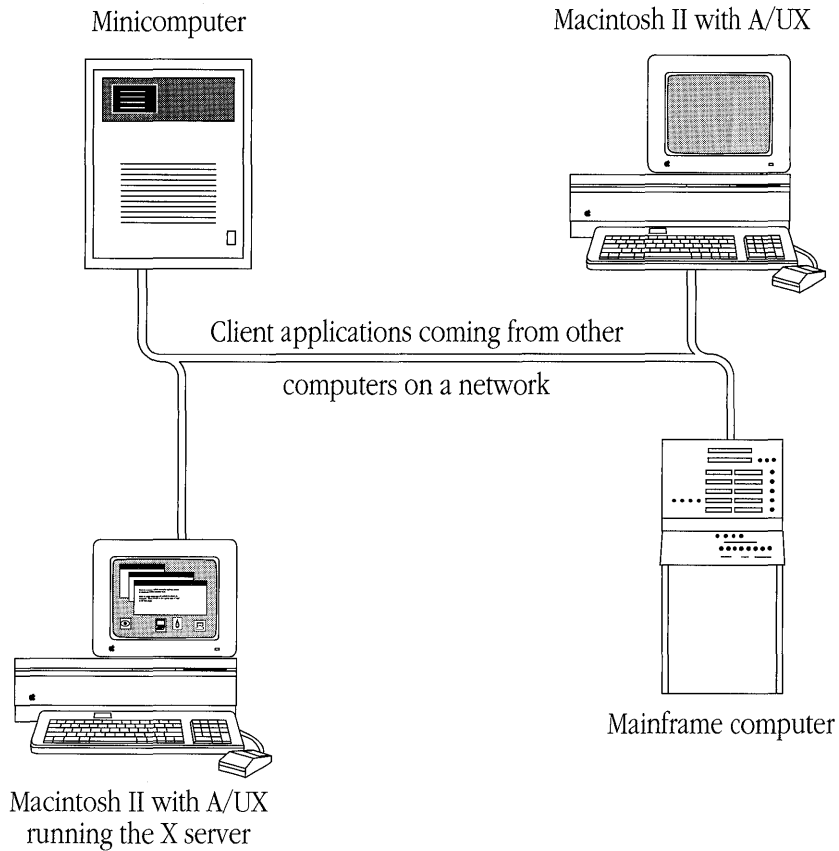 Minicomputer
Macintosh II with A/UX
Client applications coming from other
computers on a network
Mainframe computer
Macintosh II with A/UX
running the X server